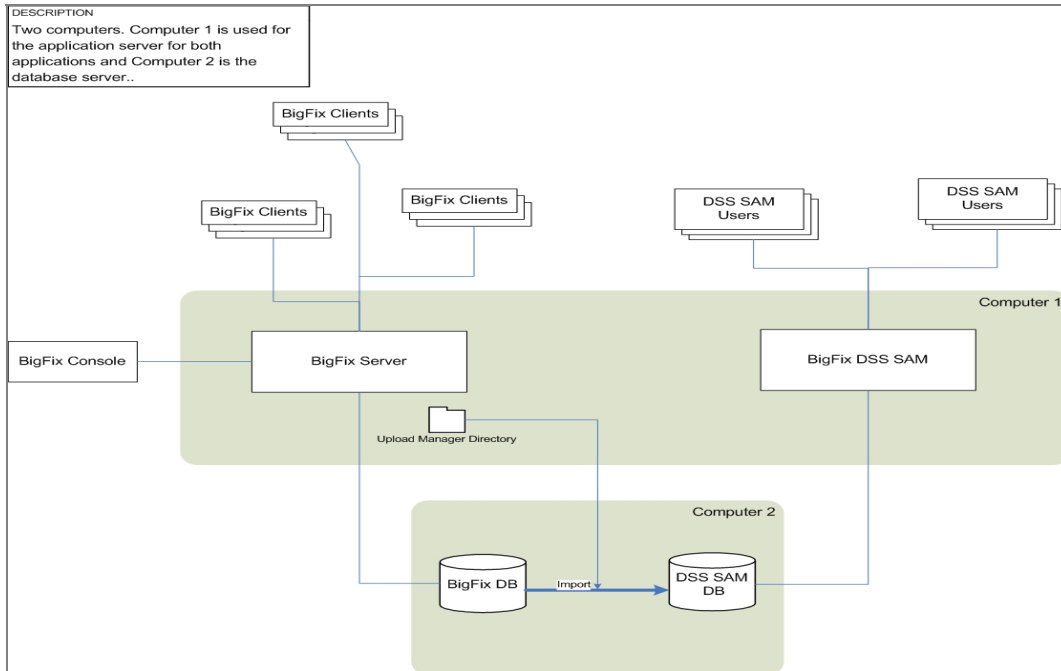 DESCRIPTION
Two computers. Computer 1 is used for
the application server for both
applications and Computer 2 is the
database server..
BigFix Clients
BigFix Clients
BigFix Clients
DSS SAM
Users
DSS SAM
Users
Computer 1
BigFix Console
BigFix Server
BigFix DSS SAM
Upload Manager Directory
Computer 2
BigFix DB
Import
DSS SAM
DB